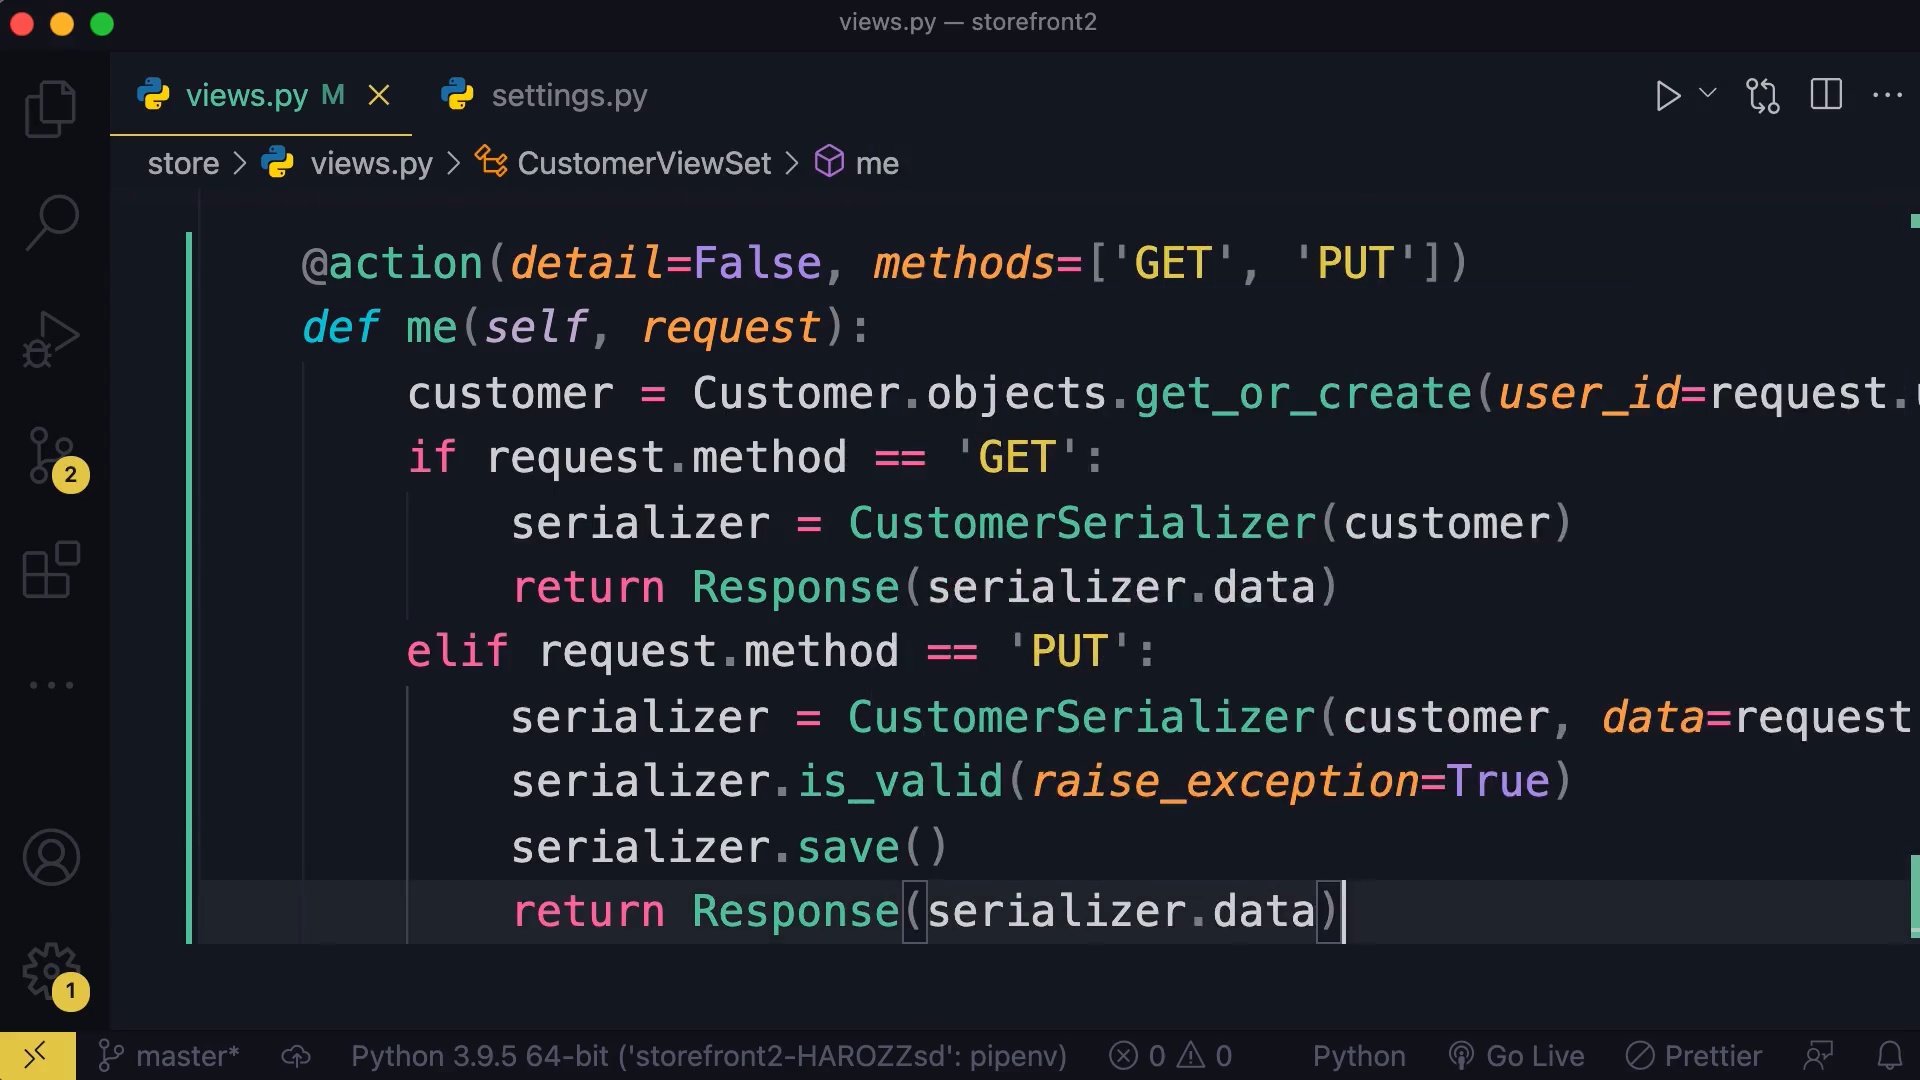 views.py — storefront2
views.py M settings.py
store > views.py > CustomerViewSet > me
@action(detail=False, methods=['GET', 'PUT'])
def me(self, request):
customer = Customer.objects.get_or_create(user_id=request.
if request.method == 'GET':
serializer = CustomerSerializer(customer)
return Response(serializer.data)
elif request.method == 'PUT':
serializer = CustomerSerializer(customer, data=request
serializer.is_valid(raise_exception=True)
serializer.save()
return Response(serializer.data)
2
1
master* Python 3.9.5 64-bit ('storefront2-HAROZZsd': pipenv) 0 0 Python Go Live Prettier